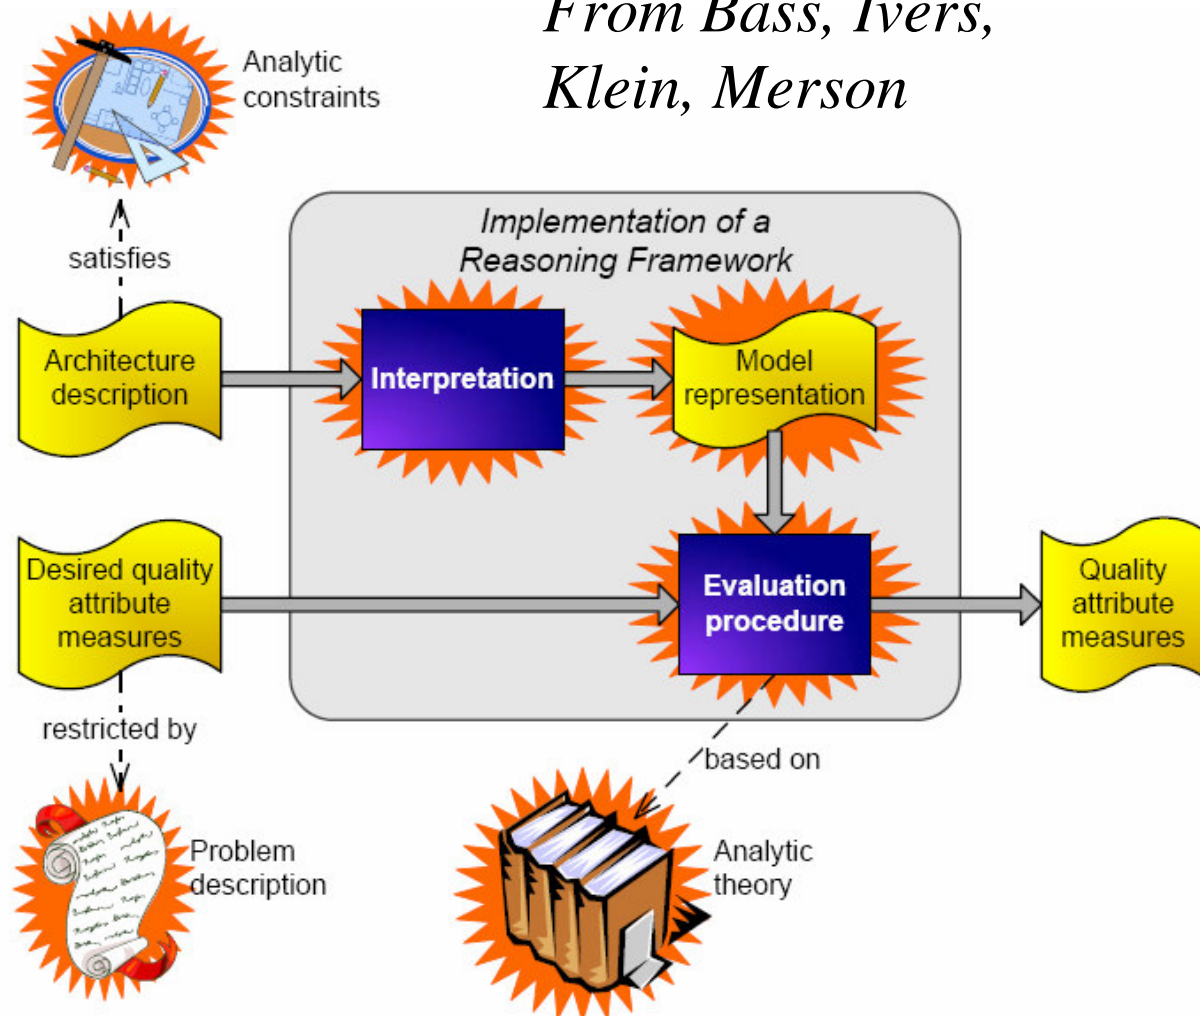 From Bass, Ivers,
Klein, Merson
Analytic
constraints
Implementation of a
Reasoning Framework
satisfies
Architecture
description
Interpretation
Model
representation
Desired quality
attribute
measures
Evaluation
procedure
Quality
attribute
measures
restricted by
based on
Problem
description
Analytic
theory